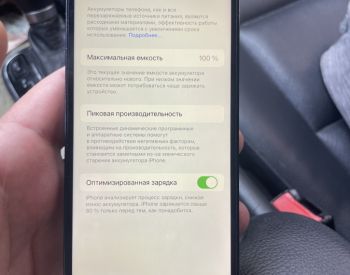 Аккумуляторы телефона, как и все
перезаряжаемые источники питания, являются
расходными материалами, эффективность работы
которых уменьшается с увеличением срока
использования. Подробнее...
Максимальная емкость 100 %
Это текущее значение емкости аккумулятора
относительно нового. При низком значении
емкости может потребоваться чаще заряжать
устройство.
Пиковая производительность
Встроенные динамические программные
и аппаратные системы помогут
в противодействии негативным факторам,
влияющим на производительность, которые
становятся заметными из-за химического
старения аккумулятора iPhone.
Оптимизированная зарядка
iPhone анализирует процесс зарядки, снижая
износ аккумулятора. iPhone заряжается свыше
80 % только перед тем, как понадобится.